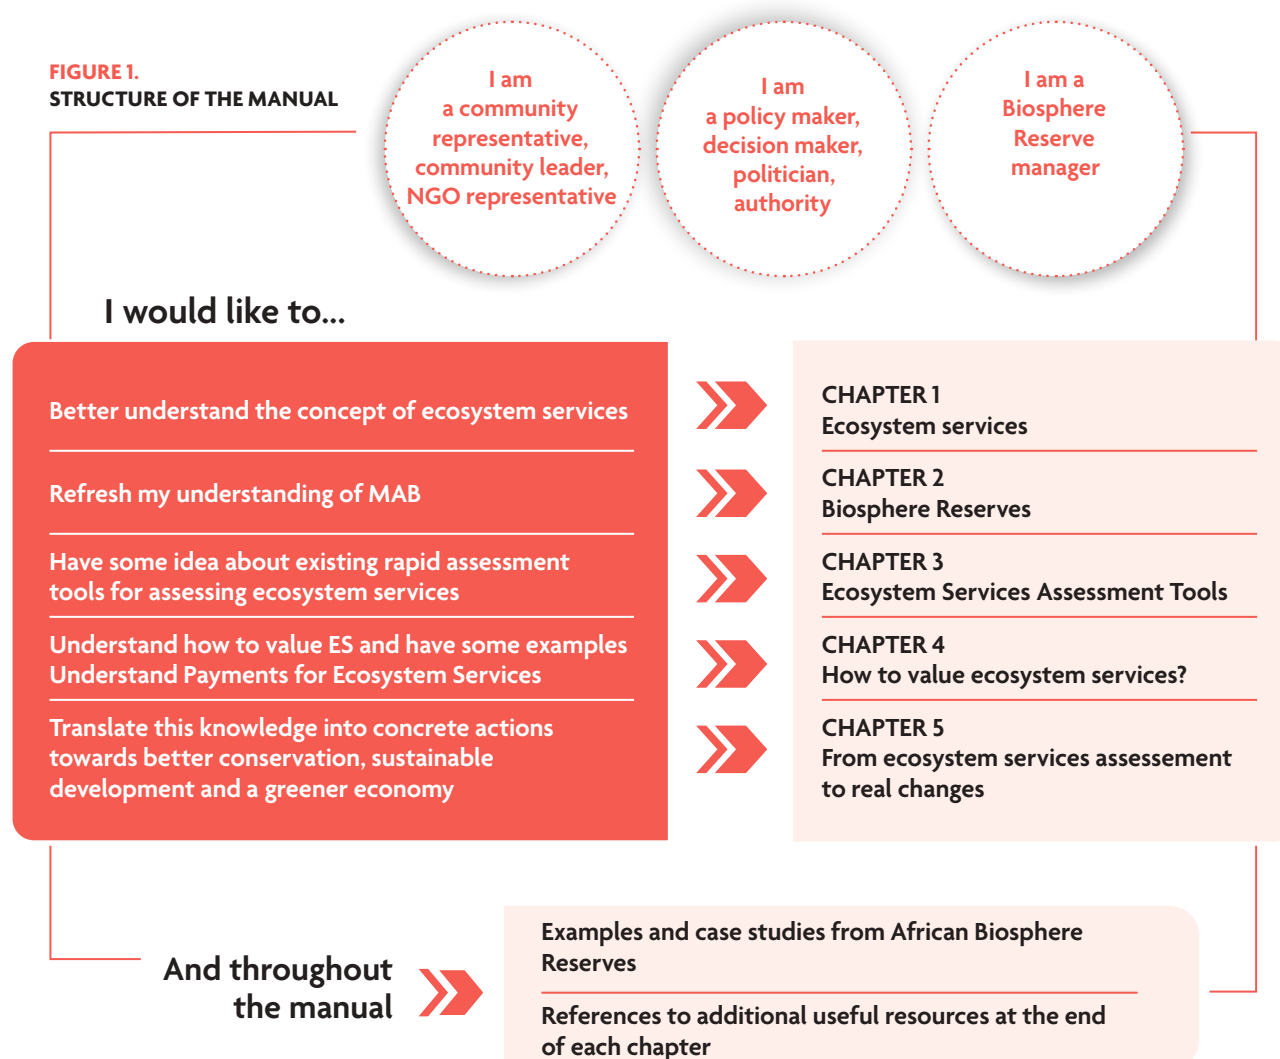 FIGURE 1.
STRUCTURE OF THE MANUAL
I am
a community
representative,
community leader,
NGO representative
I am
a policy maker,
decision maker,
politician,
authority
I am a
Biosphere
Reserve
manager
I would like to...
Better understand the concept of ecosystem services
CHAPTER 1
Ecosystem services
Refresh my understanding of MAB
CHAPTER 2
Biosphere Reserves
Have some idea about existing rapid assessment
tools for assessing ecosystem services
CHAPTER 3
Ecosystem Services Assessment Tools
Understand how to value ES and have some examples
Understand Payments for Ecosystem Services
CHAPTER 4
How to value ecosystem services?
Translate this knowledge into concrete actions
towards better conservation, sustainable
development and a greener economy
CHAPTER 5
From ecosystem services assessement
to real changes
And throughout
the manual
Examples and case studies from African Biosphere
Reserves
References to additional useful resources at the end
of each chapter